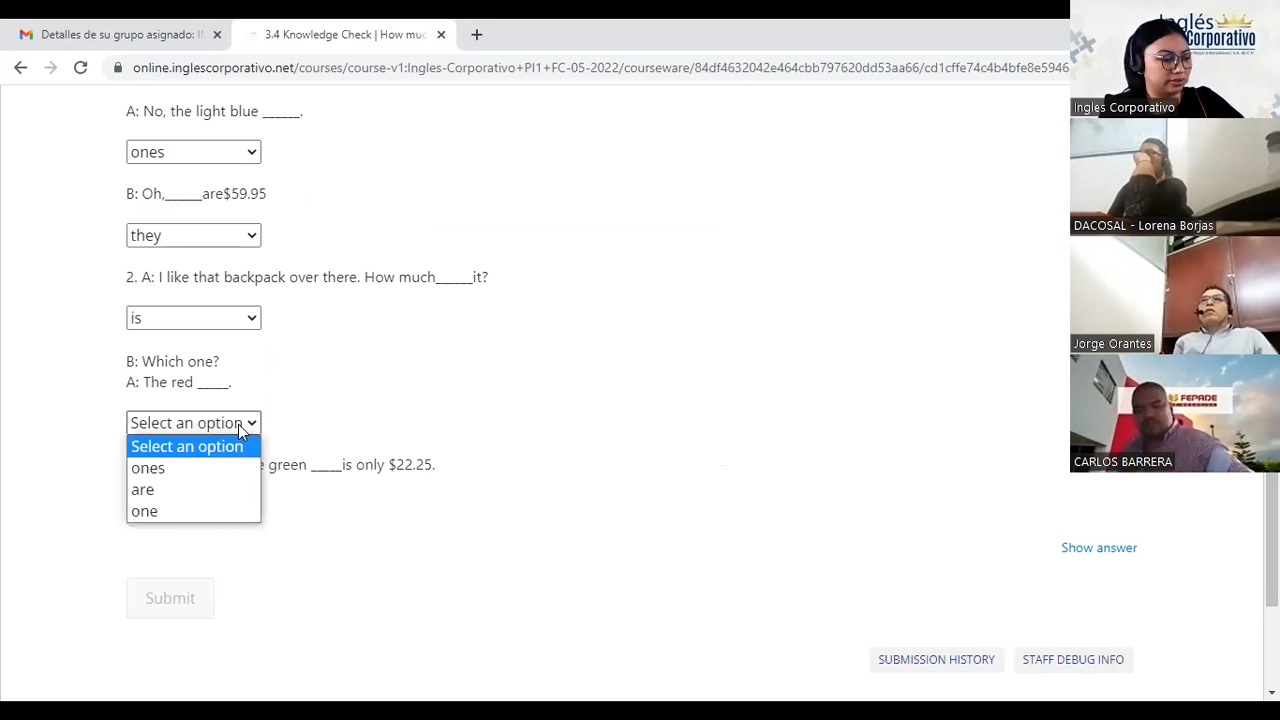 Detalles de su grupo asignado: I
3.4 Knowledge Check | How muc
online.inglescorporativo.net/courses/course-v1:Ingles-Corp
+PI1+FC-05-2022/courseware/84df4632042e464cbb797620dd53aa66/cd1cffe74c4b4bfe8e5946
A: No, the light blue ______.
ones
B: Oh,______are$59.95
they
2. A: I like that backpack over there. How much______it?
is
B: Which one?
A: The red _____.
Select an option
Select an option
ones
are
one
e green _____is only $22.25.
Show answer
Submit
SUBMISSION HISTORY
STAFF DEBUG INFO
Inglés
Corporativo
Ingles Corporativo
DACOSAL - Lorena Borjas
Jorge Orantes
FEPADE
CARLOS BARRERA